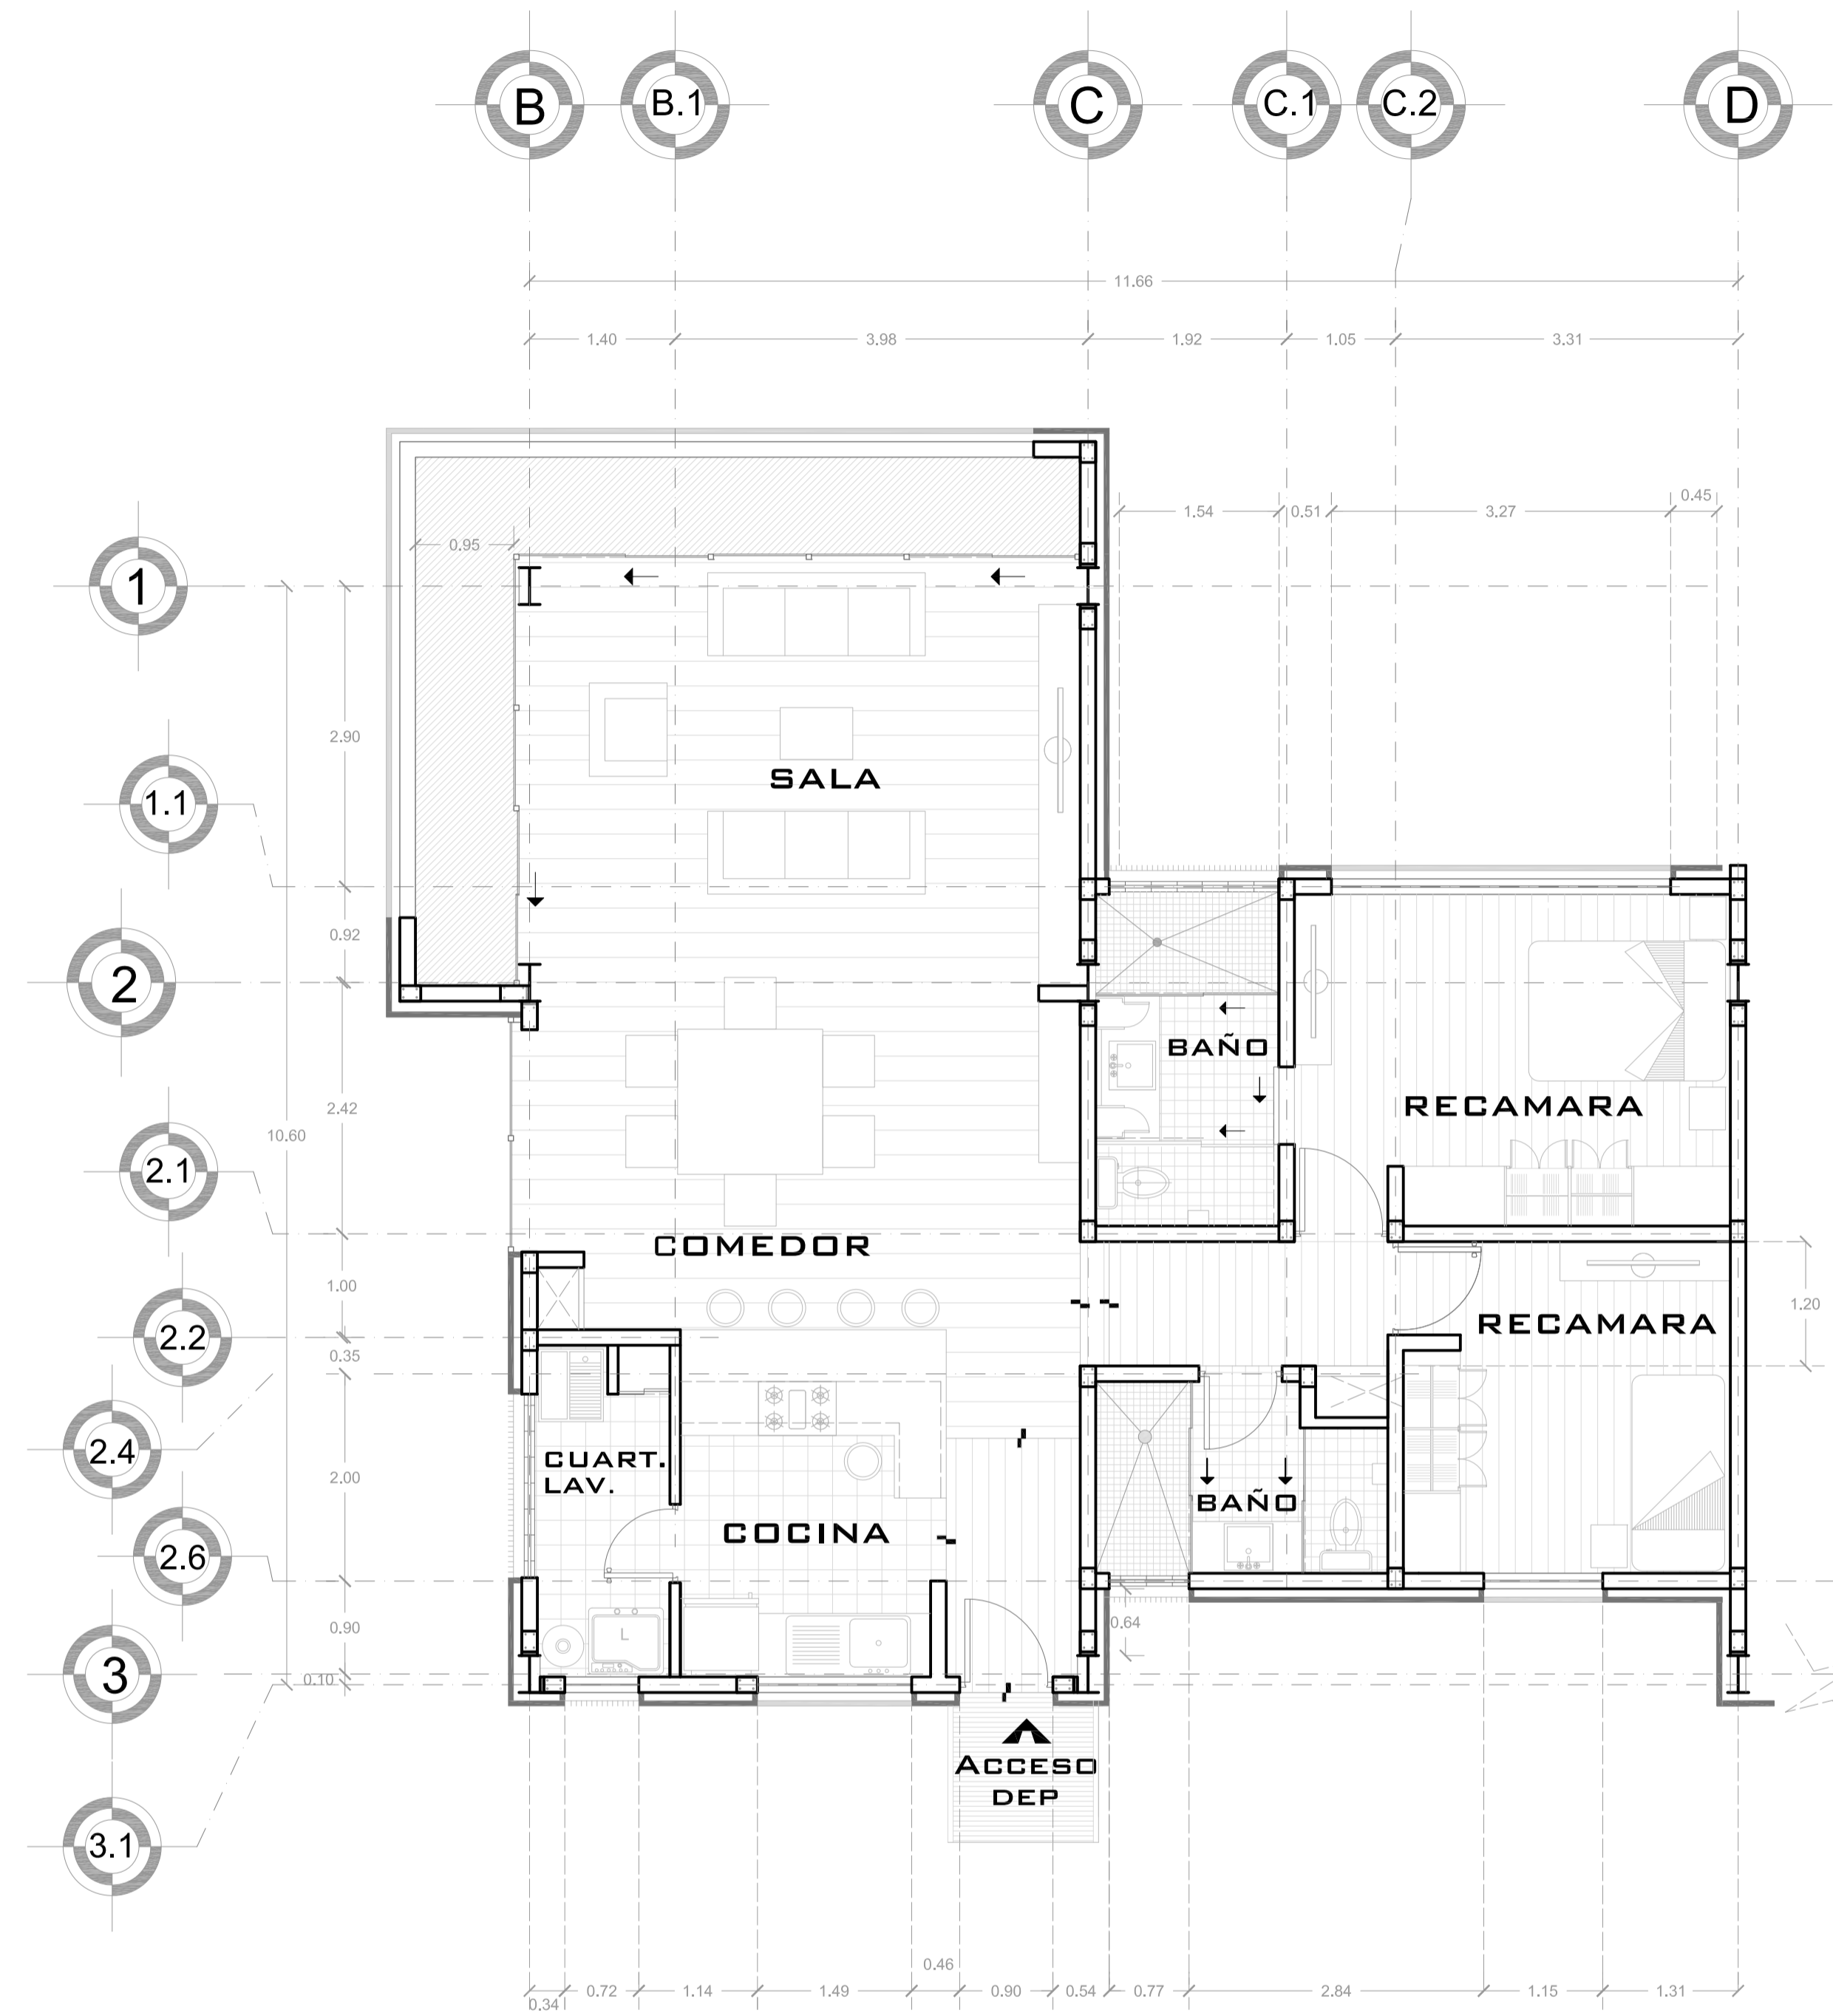 B B.1 C C.1 C.2 D
11.66
1.40 3.98 1.92 1.05 3.31
0.45
1.54 0.51 3.27
0.95
1
2.90
SALA
1.1
0.92
2
BAÑO
RECAMARA
2.42
10.60
2.1
COMEDOR
1.00
1.20
RECAMARA
2.2
0.35
2.4
CUART.
LAV.
2.00
BAÑO
COCINA
2.6
0.90
0.64
L
3
0.10
ACCESO
DEP
3.1
0.46
0.34 0.72 1.14 1.49 0.90 0.54 0.77 2.84 1.15 1.31